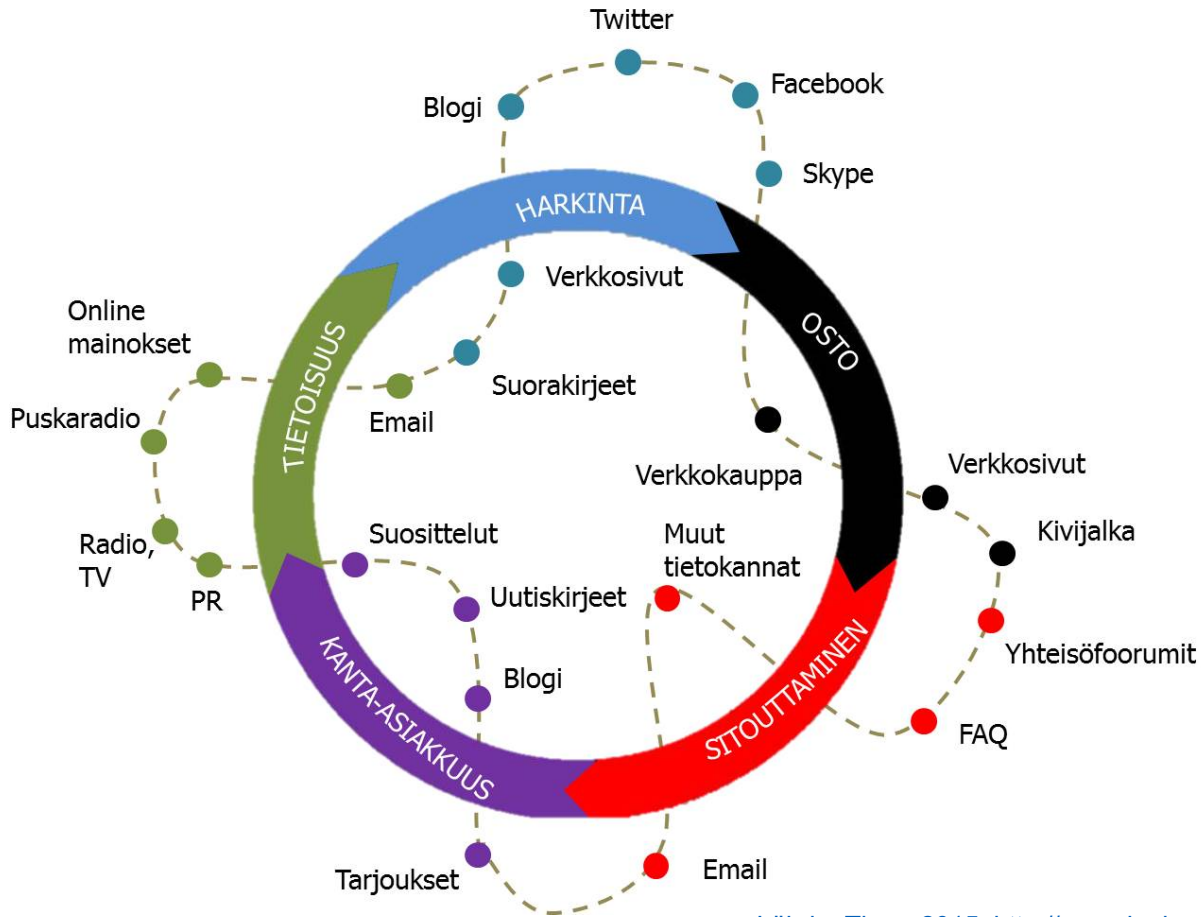 Twitter
Facebook
Blogi
Skype
HARKINTA
Verkkosivut
Online
mainokset
OSTO
TIETOISUUS
Suorakirjeet
Puskaradio
Email
Verkkosivut
Verkkokauppa
Kivijalka
Suosittelut
Muut
tietokannat
Radio,
TV
PR
Uutiskirjeet
Yhteisöfoorumit
Blogi
SITOUTTAMINEN
KANTA-ASIAKKUUS
FAQ
Tarjoukset
Email
2015